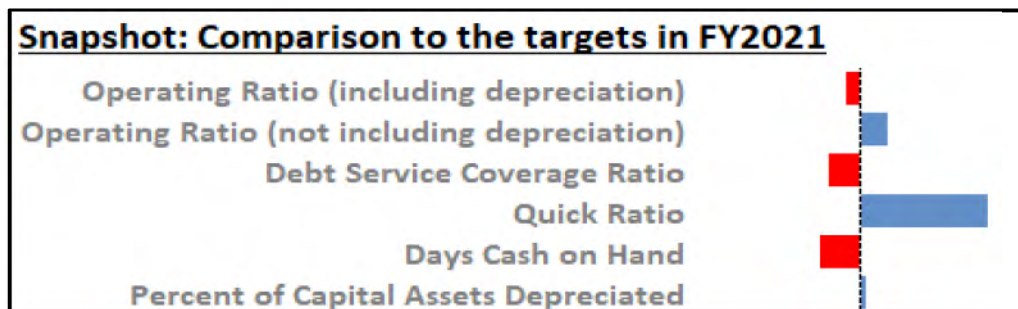 Snapshot: Comparison to the targets in FY2021
Operating Ratio (including depreciation)
Operating Ratio (not including depreciation)
Debt Service Coverage Ratio
Quick Ratio
Days Cash on Hand
Percent of Capital Assets Depreciated